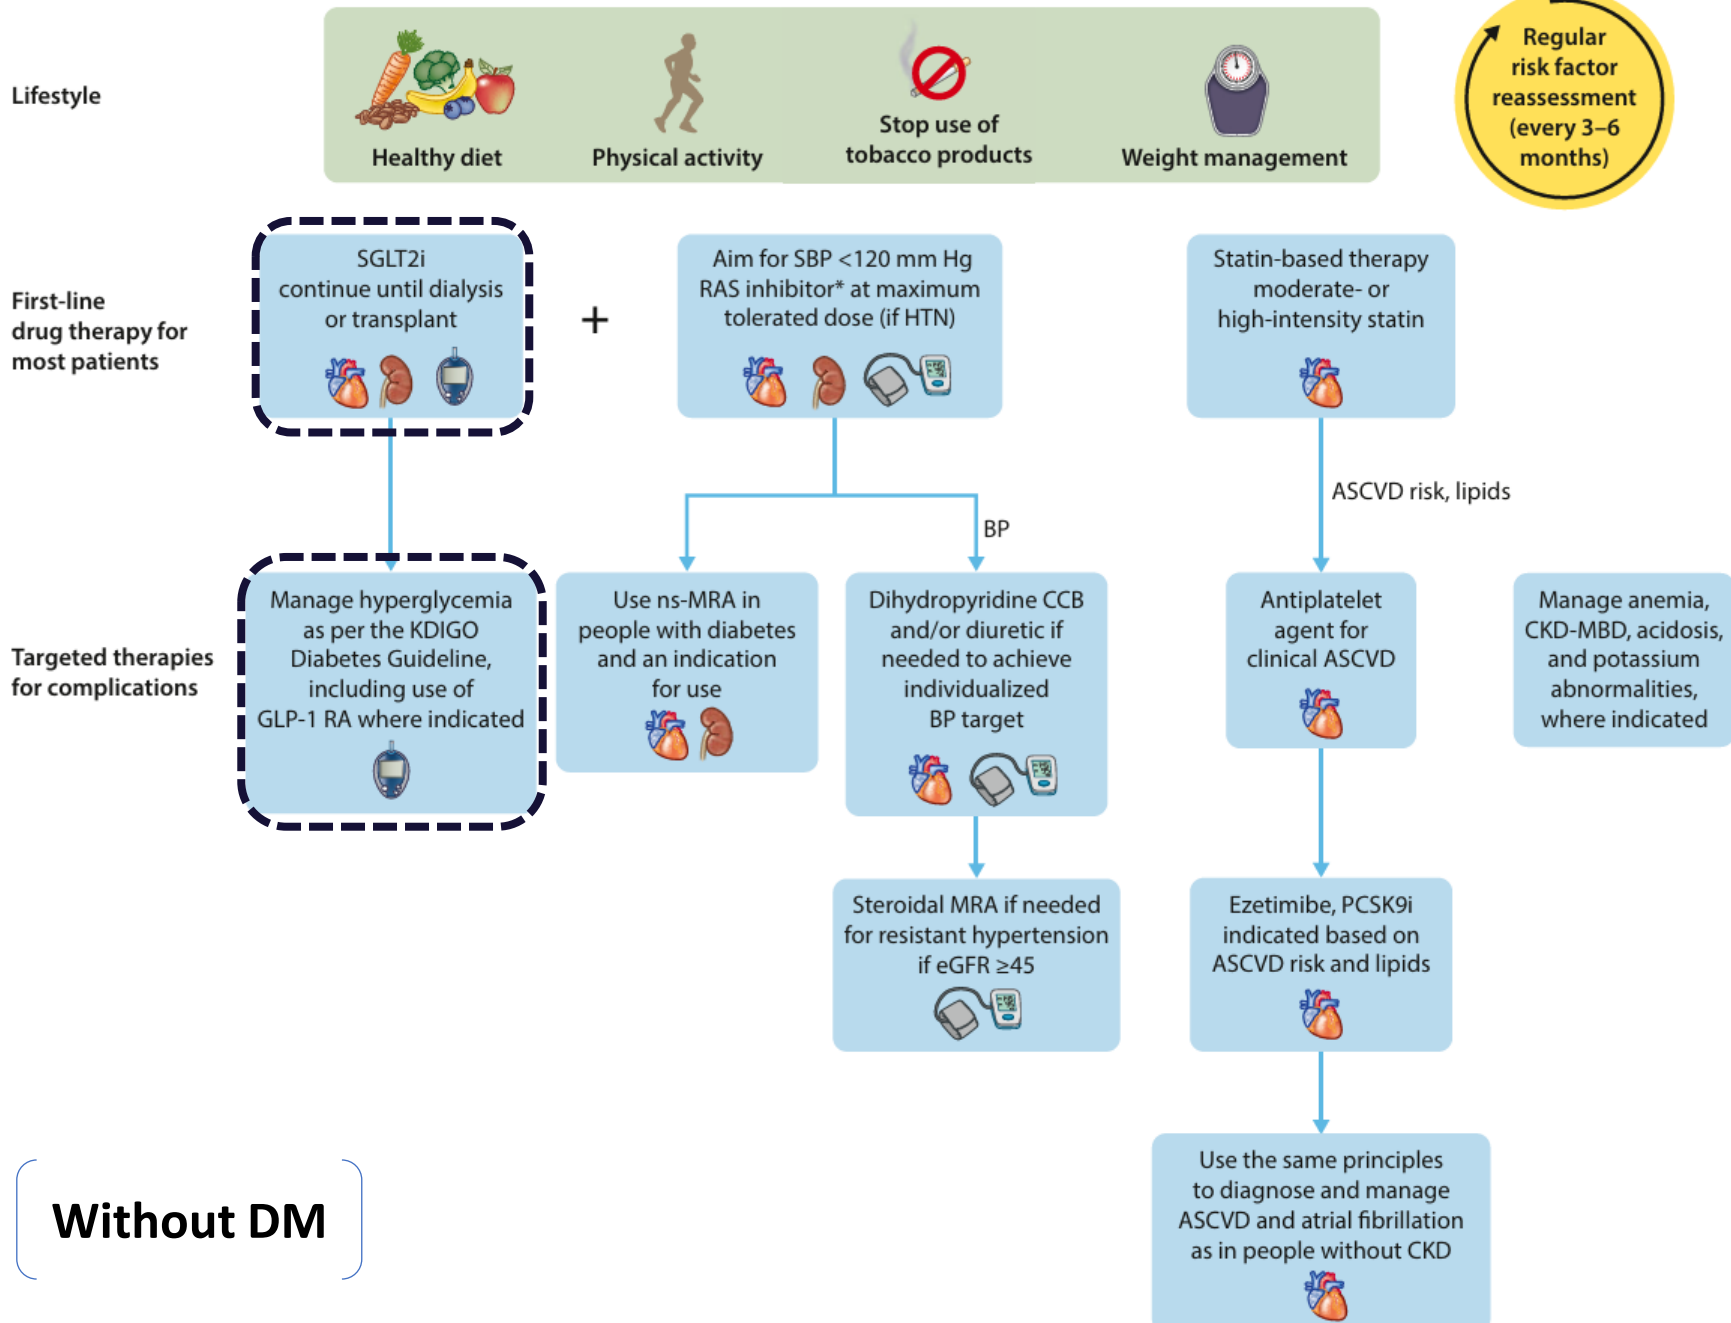 Lifestyle
Healthy diet
Physical activity
Stop use of
tobacco products
Weight management
Regular
risk factor
reassessment
(every 3–6
months)
First-line
drug therapy for
most patients
SGLT2i
continue until dialysis
or transplant
+
Aim for SBP <120 mm Hg
RAS inhibitor* at maximum
tolerated dose (if HTN)
Statin-based therapy
moderate- or
high-intensity statin
BP
ASCVD risk, lipids
Targeted therapies
for complications
Manage hyperglycemia
as per the KDIGO
Diabetes Guideline,
including use of
GLP-1 RA where indicated
Use ns-MRA in
people with diabetes
and an indication
for use
Dihydropyridine CCB
and/or diuretic if
needed to achieve
individualized
BP target
Antiplatelet
agent for
clinical ASCVD
Manage anemia,
CKD-MBD, acidosis,
and potassium
abnormalities,
where indicated
Steroidal MRA if needed
for resistant hypertension
if eGFR ≥45
Ezetimibe, PCSK9i
indicated based on
ASCVD risk and lipids
Use the same principles
to diagnose and manage
ASCVD and atrial fibrillation
as in people without CKD
Without DM